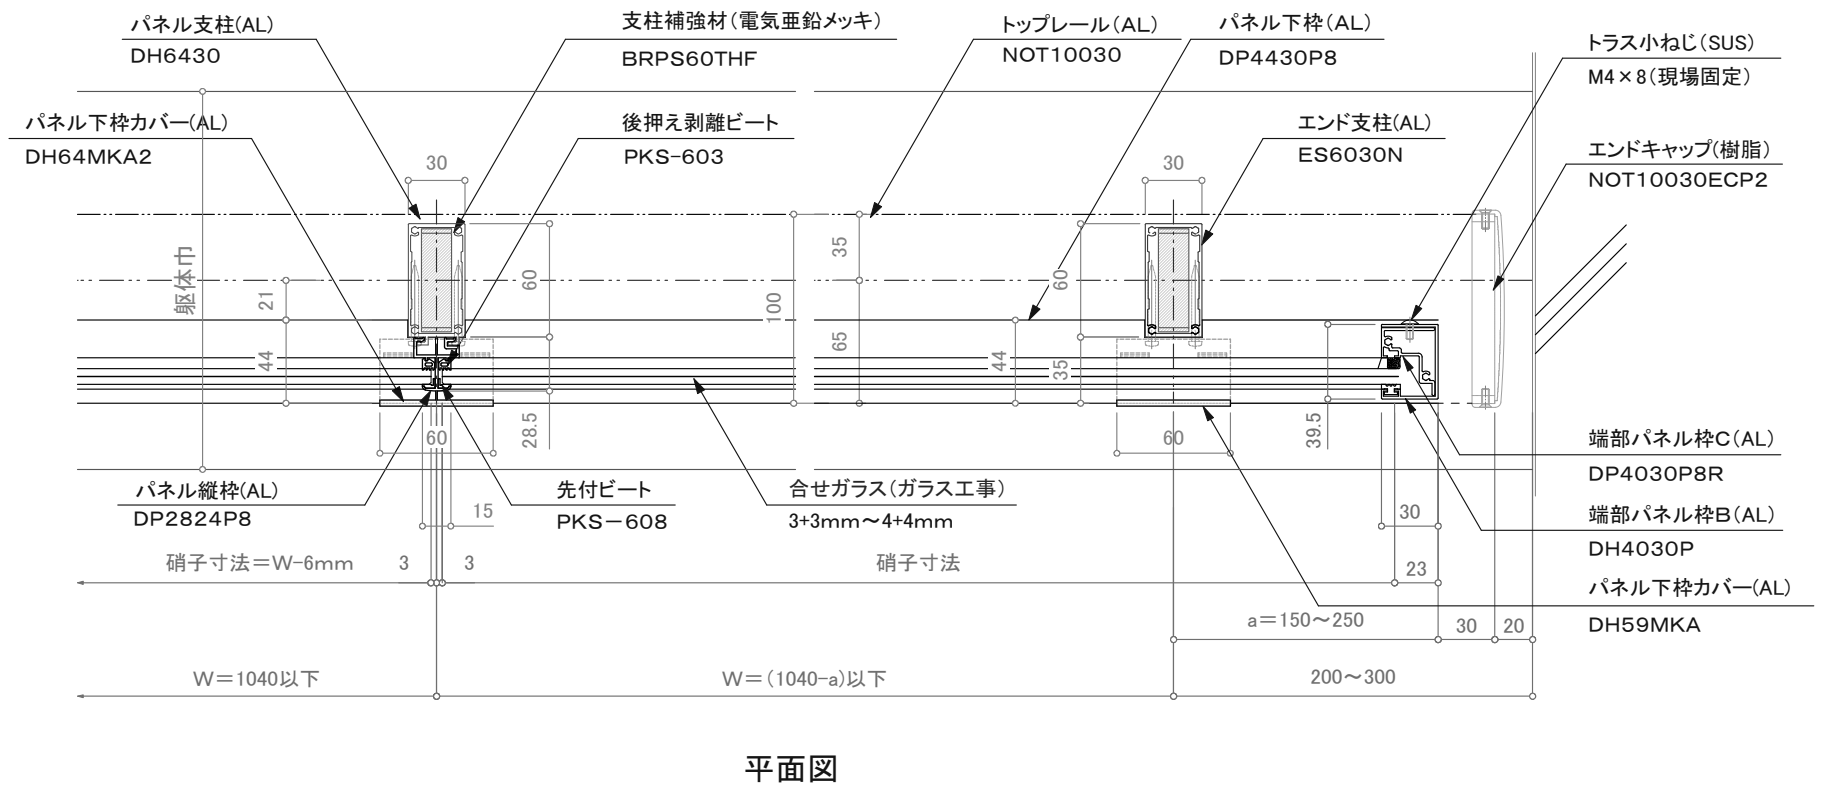 パネル支柱(AL)
DH6430
支柱補強材(電気亜鉛メッキ)
BRPS60THF
トップレール(AL)
NOT10030
パネル下枠(AL)
DP4430P8
トラス小ねじ(SUS)
M4×8(現場固定)
パネル下枠カバー(AL)
DH64MKA2
後押え剥離ビート
PKS-603
エンド支柱(AL)
ES6030N
エンドキャップ(樹脂)
NOT10030ECP2
30
30
躯体巾
21
44
60
28.5
100
35
65
44
60
35
39.5
60
60
パネル縦枠(AL)
DP2824P8
15
先付ビート
PKS-608
合せガラス(ガラス工事)
3+3mm～4+4mm
端部パネル枠C(AL)
DP4030P8R
30
端部パネル枠B(AL)
DH4030P
硝子寸法=W-6mm
3
3
硝子寸法
23
パネル下枠カバー(AL)
DH59MKA
a=150～250
30
20
W=1040以下
W=(1040-a)以下
200～300
平面図